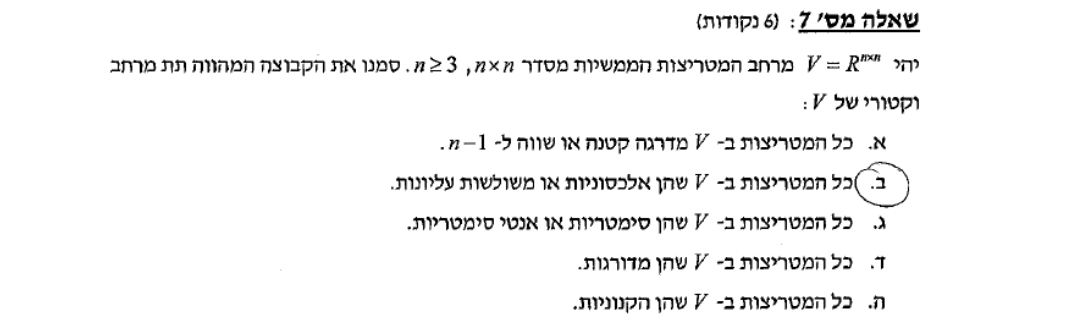 שאלה מס' 7: (6 נקודות)
יהי V = R^{n×n} מרחב המטריצות הממשיות מסדר n×n, n≥3. סמנו את הקבוצה המהווה תת מרחב
וקטורי של V:
א. כל המטריצות ב- V מדרגה קטנה או שווה ל- n−1.
ב. כל המטריצות ב- V שהן אלכסוניות או משולשות עליונות.
ג. כל המטריצות ב- V שהן סימטריות או אנטי סימטריות.
ד. כל המטריצות ב- V שהן מדורגות.
ה. כל המטריצות ב- V שהן הקנוניות.